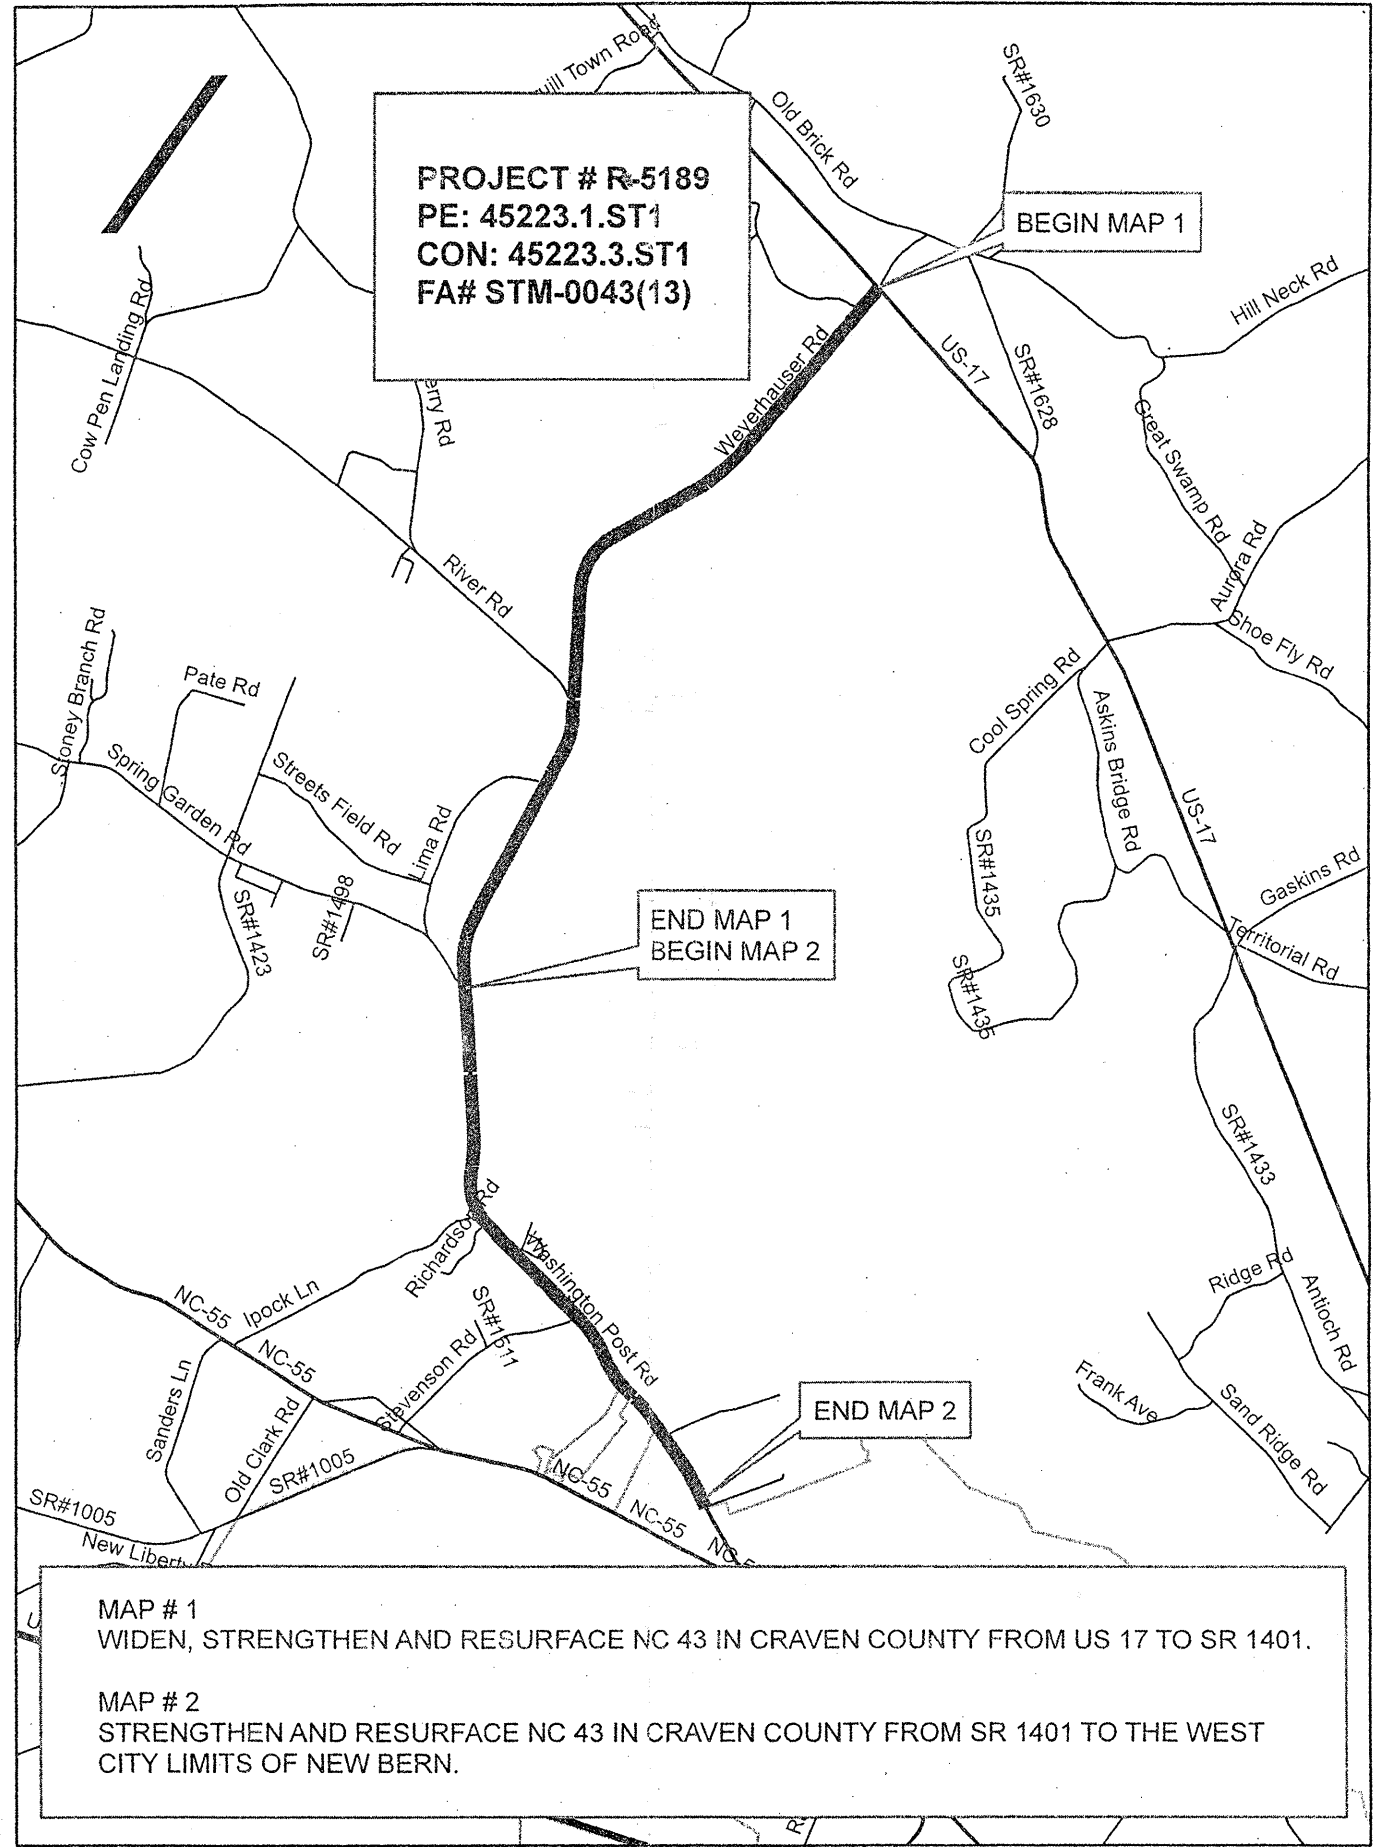 Town Road
Old Brick Rd
SR#1630
PROJECT # R-5189
PE: 45223.1.ST1
CON: 45223.3.ST1
FA# STM-0043(13)
BEGIN MAP 1
Hill Neck Rd
Cow Pen Landing Rd
Weyerhauser Rd
US-17
SR#1628
erry Rd
Great Swamp Rd
Aurora Rd
River Rd
Shoe Fly Rd
Stoney Branch Rd
Pate Rd
Cool Spring Rd
Askins Bridge Rd
Spring Garden Rd
Streets Field Rd
Lima Rd
US-17
SR#1435
Gaskins Rd
SR#1423
SR#1498
END MAP 1
BEGIN MAP 2
Territorial Rd
SR#1435
SR#1433
Richardson Rd
Washington Post Rd
Ridge Rd
Antioch Rd
NC-55
Ipock Ln
SR#1611
NC-55
Stevenson Rd
Sanders Ln
Frank Ave
Sand Ridge Rd
END MAP 2
Old Clark Rd
SR#1005
NC-55
SR#1005
NC-55
New Liberty
NC-5
MAP # 1
WIDEN, STRENGTHEN AND RESURFACE NC 43 IN CRAVEN COUNTY FROM US 17 TO SR 1401.
MAP # 2
STRENGTHEN AND RESURFACE NC 43 IN CRAVEN COUNTY FROM SR 1401 TO THE WEST
CITY LIMITS OF NEW BERN.